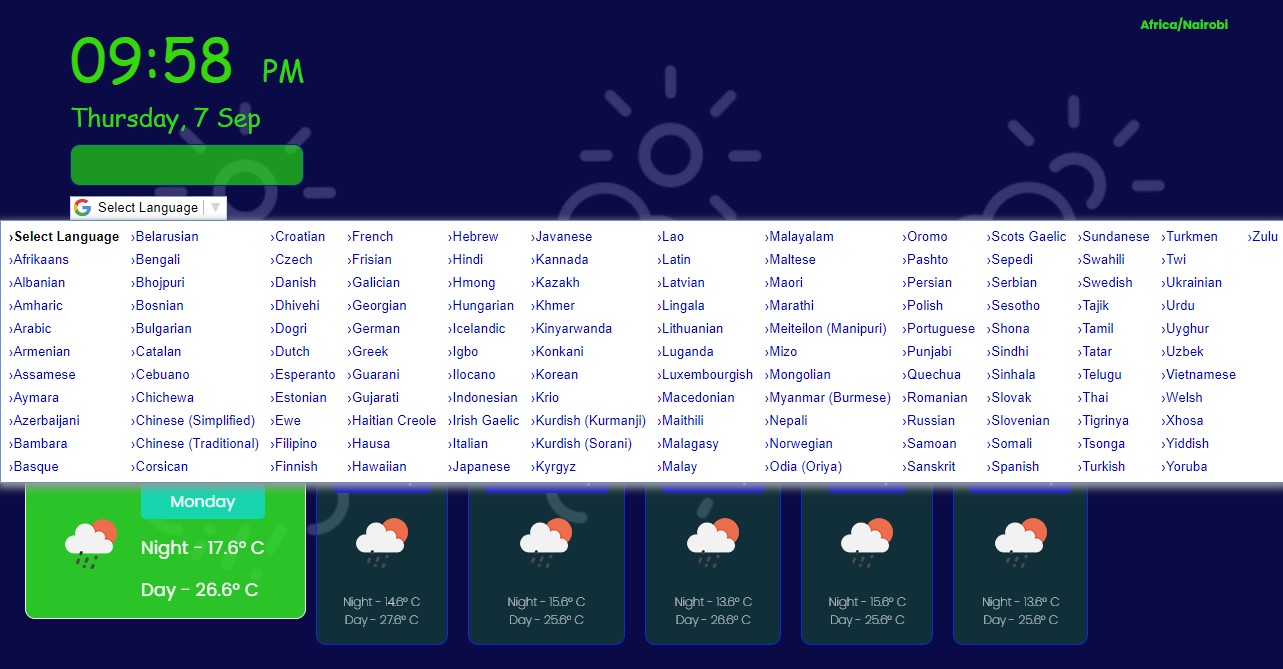 Africa/Nairobi
09:58 PM
Thursday, 7 Sep
Select Language
›Select Language ›Belarusian ›Croatian ›French ›Hebrew ›Javanese ›Lao ›Malayalam ›Oromo ›Scots Gaelic ›Sundanese ›Turkmen ›Zulu
›Afrikaans ›Bengali ›Czech ›Frisian ›Hindi ›Kannada ›Latin ›Maltese ›Pashto ›Sepedi ›Swahili ›Twi
›Albanian ›Bhojpuri ›Danish ›Galician ›Hmong ›Kazakh ›Latvian ›Maori ›Persian ›Serbian ›Swedish ›Ukrainian
›Amharic ›Bosnian ›Dhivehi ›Georgian ›Hungarian ›Khmer ›Lingala ›Marathi ›Polish ›Sesotho ›Tajik ›Urdu
›Arabic ›Bulgarian ›Dogri ›German ›Icelandic ›Kinyarwanda ›Lithuanian ›Meiteilon (Manipuri) ›Portuguese ›Shona ›Tamil ›Uyghur
›Armenian ›Catalan ›Dutch ›Greek ›Igbo ›Konkani ›Luganda ›Mizo ›Punjabi ›Sindhi ›Tatar ›Uzbek
›Assamese ›Cebuano ›Esperanto ›Guarani ›Ilocano ›Korean ›Luxembourgish ›Mongolian ›Quechua ›Sinhala ›Telugu ›Vietnamese
›Aymara ›Chichewa ›Estonian ›Gujarati ›Indonesian ›Krio ›Macedonian ›Myanmar (Burmese) ›Romanian ›Slovak ›Thai ›Welsh
›Azerbaijani ›Chinese (Simplified) ›Ewe ›Haitian Creole ›Irish Gaelic ›Kurdish (Kurmanji) ›Maithili ›Nepali ›Russian ›Slovenian ›Tigrinya ›Xhosa
›Bambara ›Chinese (Traditional) ›Filipino ›Hausa ›Italian ›Kurdish (Sorani) ›Malagasy ›Norwegian ›Samoan ›Somali ›Tsonga ›Yiddish
›Basque ›Corsican ›Finnish ›Hawaiian ›Japanese ›Kyrgyz ›Malay ›Odia (Oriya) ›Sanskrit ›Spanish ›Turkish ›Yoruba
Monday
Night - 17.6° C
Day - 26.6° C
Night - 14.6° C
Day - 27.6° C
Night - 15.6° C
Day - 25.6° C
Night - 13.6° C
Day - 26.6° C
Night - 15.6° C
Day - 25.6° C
Night - 13.6° C
Day - 25.6° C